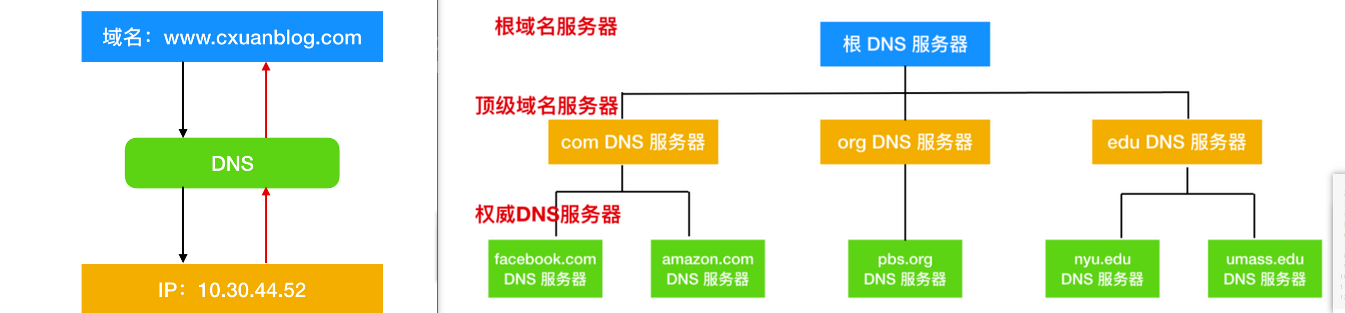 域名：www.cxuanblog.com
DNS
IP：10.30.44.52
根域名服务器
根 DNS 服务器
顶级域名服务器
com DNS 服务器
org DNS 服务器
edu DNS 服务器
权威DNS服务器
facebook.com
DNS 服务器
amazon.com
DNS 服务器
pbs.org
DNS 服务器
nyu.edu
DNS 服务器
umass.edu
DNS 服务器